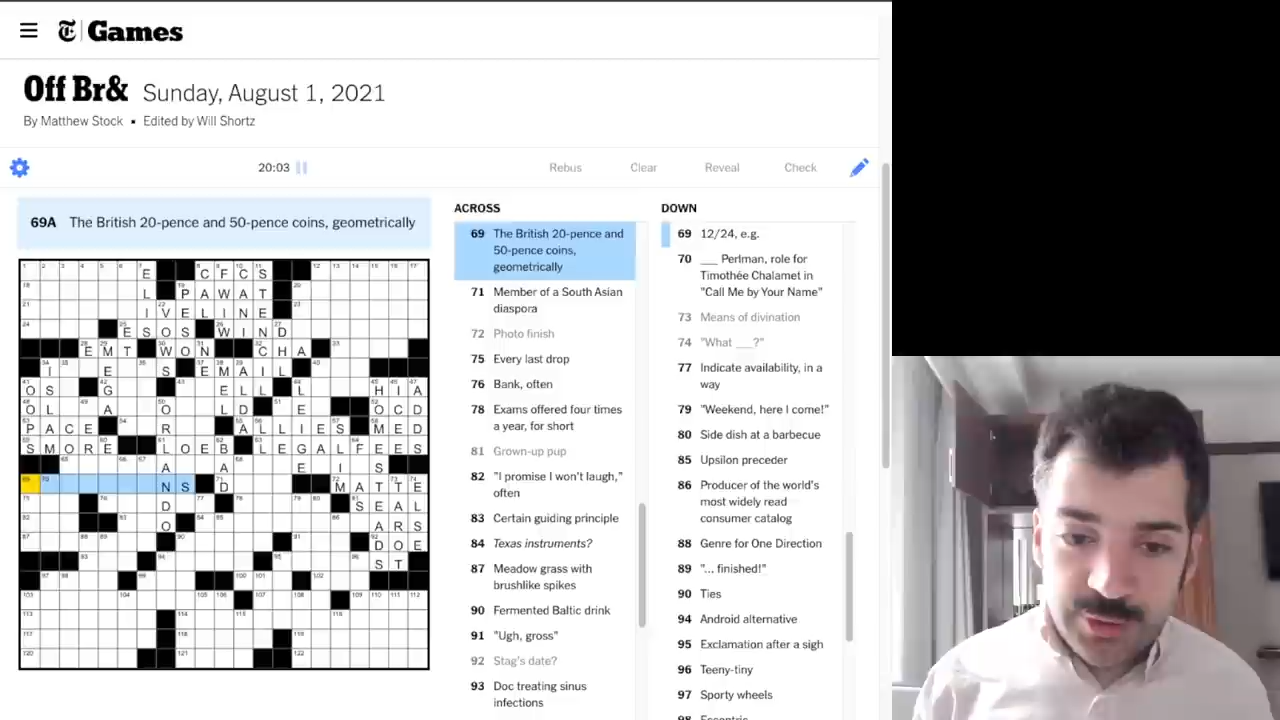 Games
Off Br& Sunday, August 1, 2021
By Matthew Stock ▪ Edited by Will Shortz
20:03
Rebus Clear Reveal Check
69A The British 20-pence and 50-pence coins, geometrically
ACROSS
69 The British 20-pence and
50-pence coins,
geometrically
71 Member of a South Asian
diaspora
72 Photo finish
75 Every last drop
76 Bank, often
78 Exams offered four times
a year, for short
81 Grown-up pup
82 "I promise I won't laugh,"
often
83 Certain guiding principle
84 Texas instruments?
87 Meadow grass with
brushlike spikes
90 Fermented Baltic drink
91 "Ugh, gross"
92 Stag's date?
93 Doc treating sinus
infections
DOWN
69 12/24, e.g.
70 ___ Perlman, role for
Timothée Chalamet in
"Call Me by Your Name"
73 Means of divination
74 "What ___?"
77 Indicate availability, in a
way
79 "Weekend, here I come!"
80 Side dish at a barbecue
85 Upsilon preceder
86 Producer of the world's
most widely read
consumer catalog
88 Genre for One Direction
89 "... finished!"
90 Ties
94 Android alternative
95 Exclamation after a sigh
96 Teeny-tiny
97 Sporty wheels
98 Eccentric
E C F C S
L P A W A T
I V E L I N E
E S O S W I N D
E M T W O N C H A
I E S E M A I L
O S G E L L L H I A
O L A O L D E O C D
P A C E R A L L I E S M E D
S M O R E L O E B L E G A L F E E S
A A E I S
N S D M A T T E
D S E A L
O A R S
D O E
S T